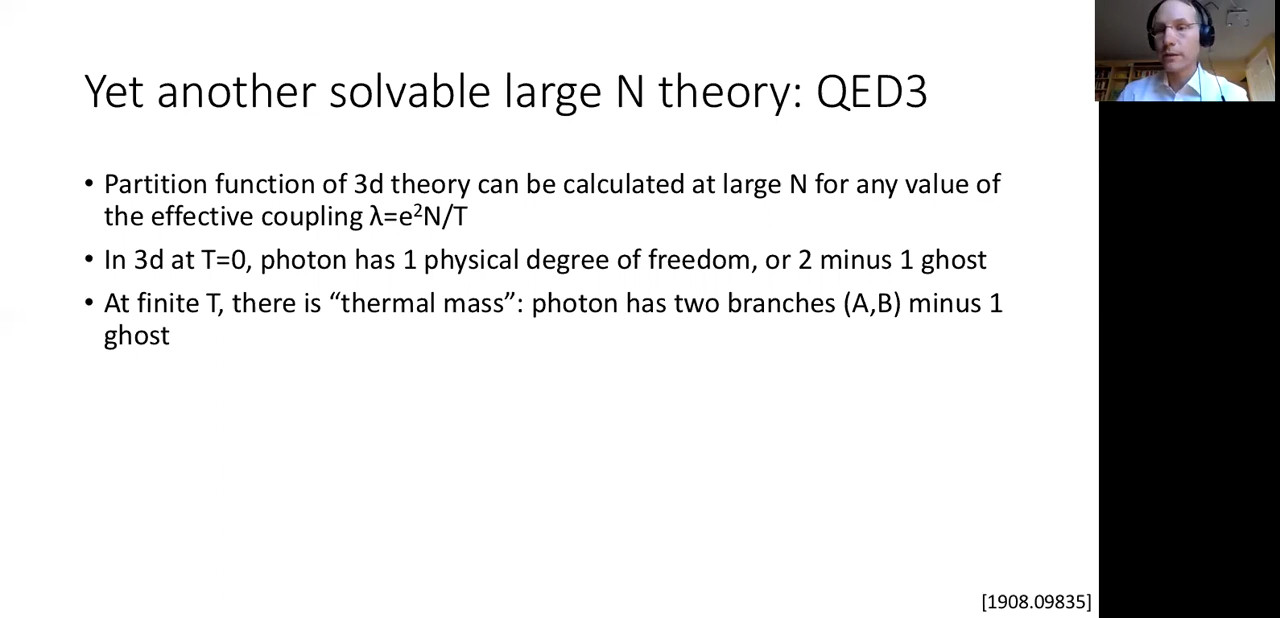 Yet another solvable large N theory: QED3
• Partition function of 3d theory can be calculated at large N for any value of
the effective coupling λ=e²N/T
• In 3d at T=0, photon has 1 physical degree of freedom, or 2 minus 1 ghost
• At finite T, there is “thermal mass”: photon has two branches (A,B) minus 1
ghost
[1908.09835]